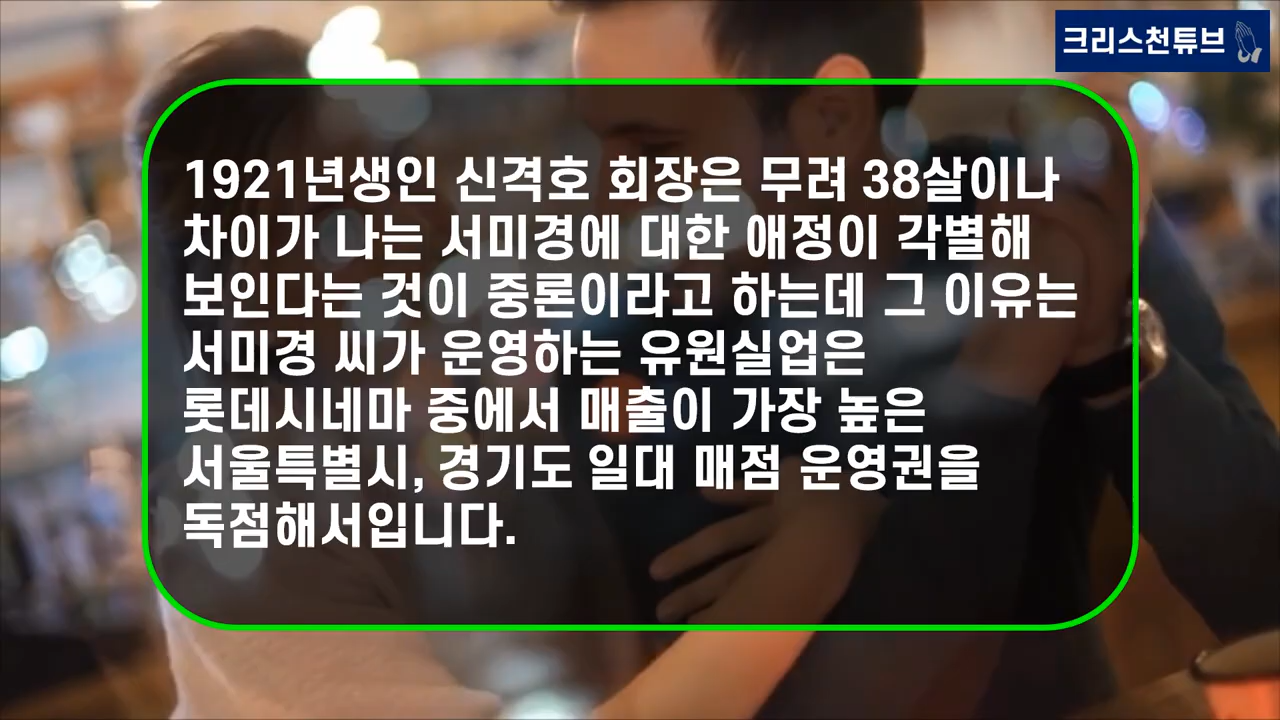 크리스천튜브
1921년생인 신격호 회장은 무려 38살이나
차이가 나는 서미경에 대한 애정이 각별해
보인다는 것이 중론이라고 하는데 그 이유는
서미경 씨가 운영하는 유원실업은
롯데시네마 중에서 매출이 가장 높은
서울특별시, 경기도 일대 매점 운영권을
독점해서입니다.